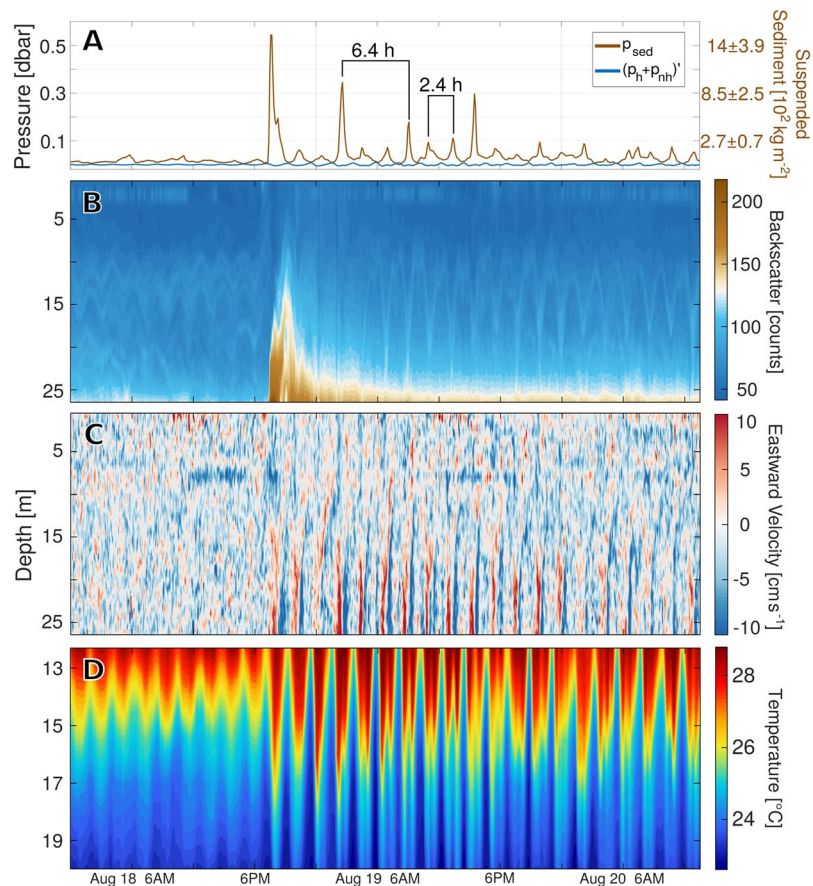 A
Pressure [dbar]
0.5
0.3
0.1
6.4 h
2.4 h
p_sed
(p_h+p_nh)'
14±3.9
8.5±2.5
2.7±0.7
Suspended
Sediment [10² kg m⁻²]
B
5
15
25
200
150
100
50
Backscatter [counts]
C
Depth [m]
5
15
25
10
5
0
-5
-10
Eastward Velocity [cms⁻¹]
D
13
15
17
19
28
26
24
Temperature [°C]
Aug 18 6AM 6PM Aug 19 6AM 6PM Aug 20 6AM